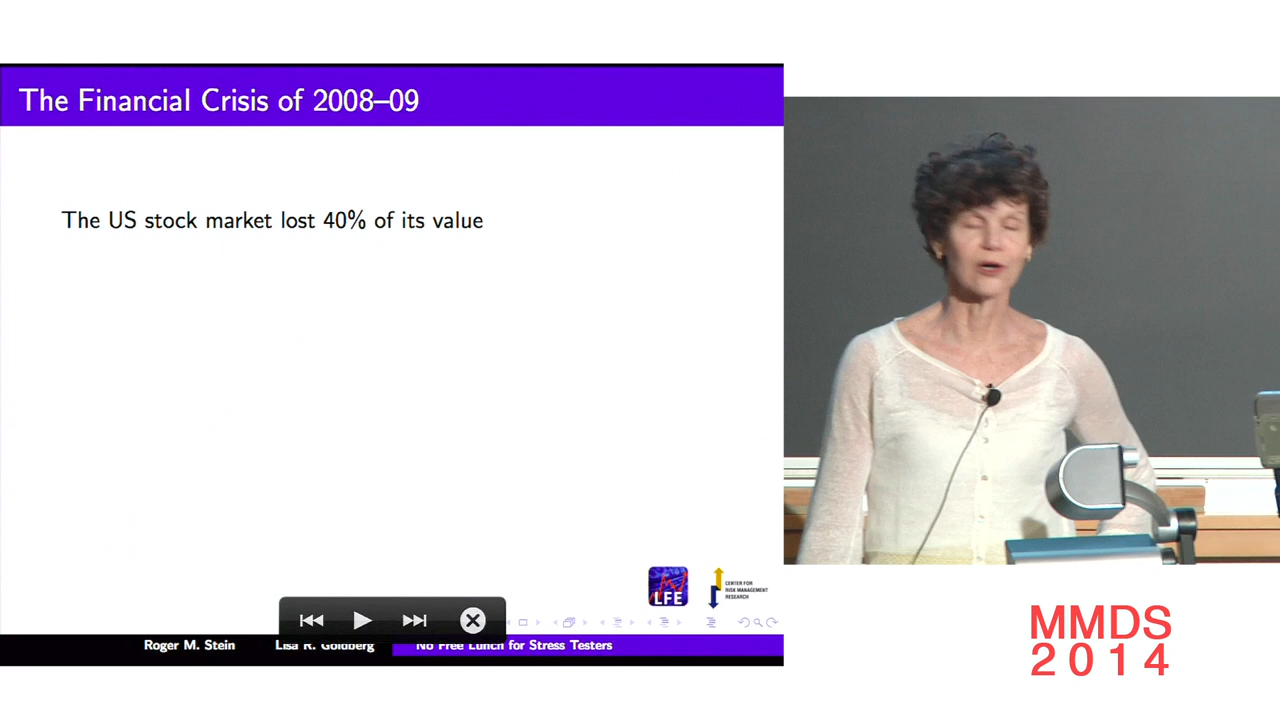 The Financial Crisis of 2008–09
The US stock market lost 40% of its value
LFE
CENTER FOR
RISK MANAGEMENT
RESEARCH
Roger M. Stein Lisa R. Goldberg No Free Lunch for Stress Testers
MMDS
2014